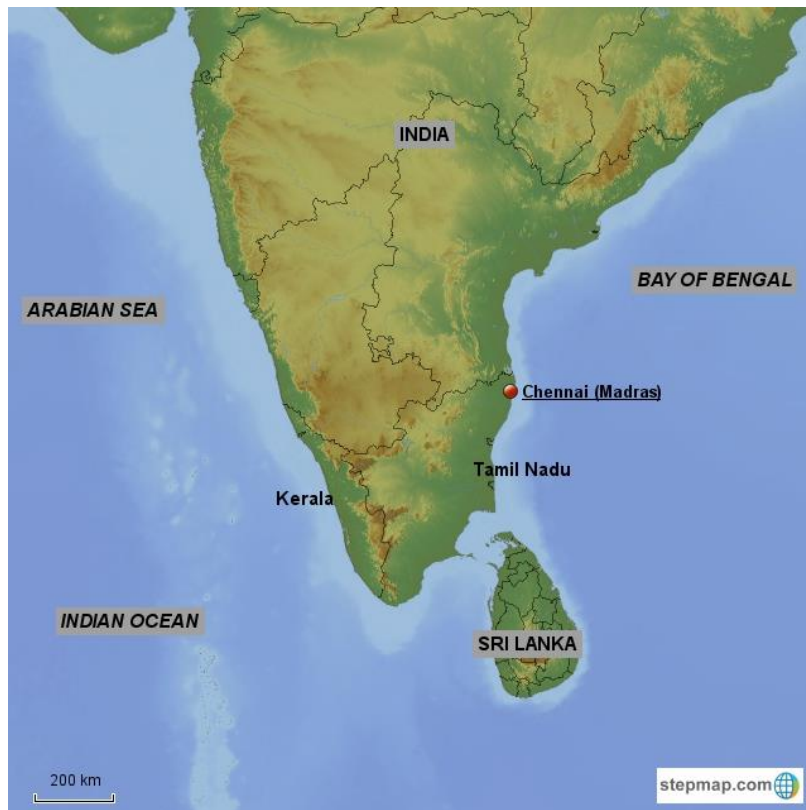 INDIA
BAY OF BENGAL
ARABIAN SEA
Chennai (Madras)
Tamil Nadu
Kerala
INDIAN OCEAN
SRI LANKA
200 km
stepmap.com